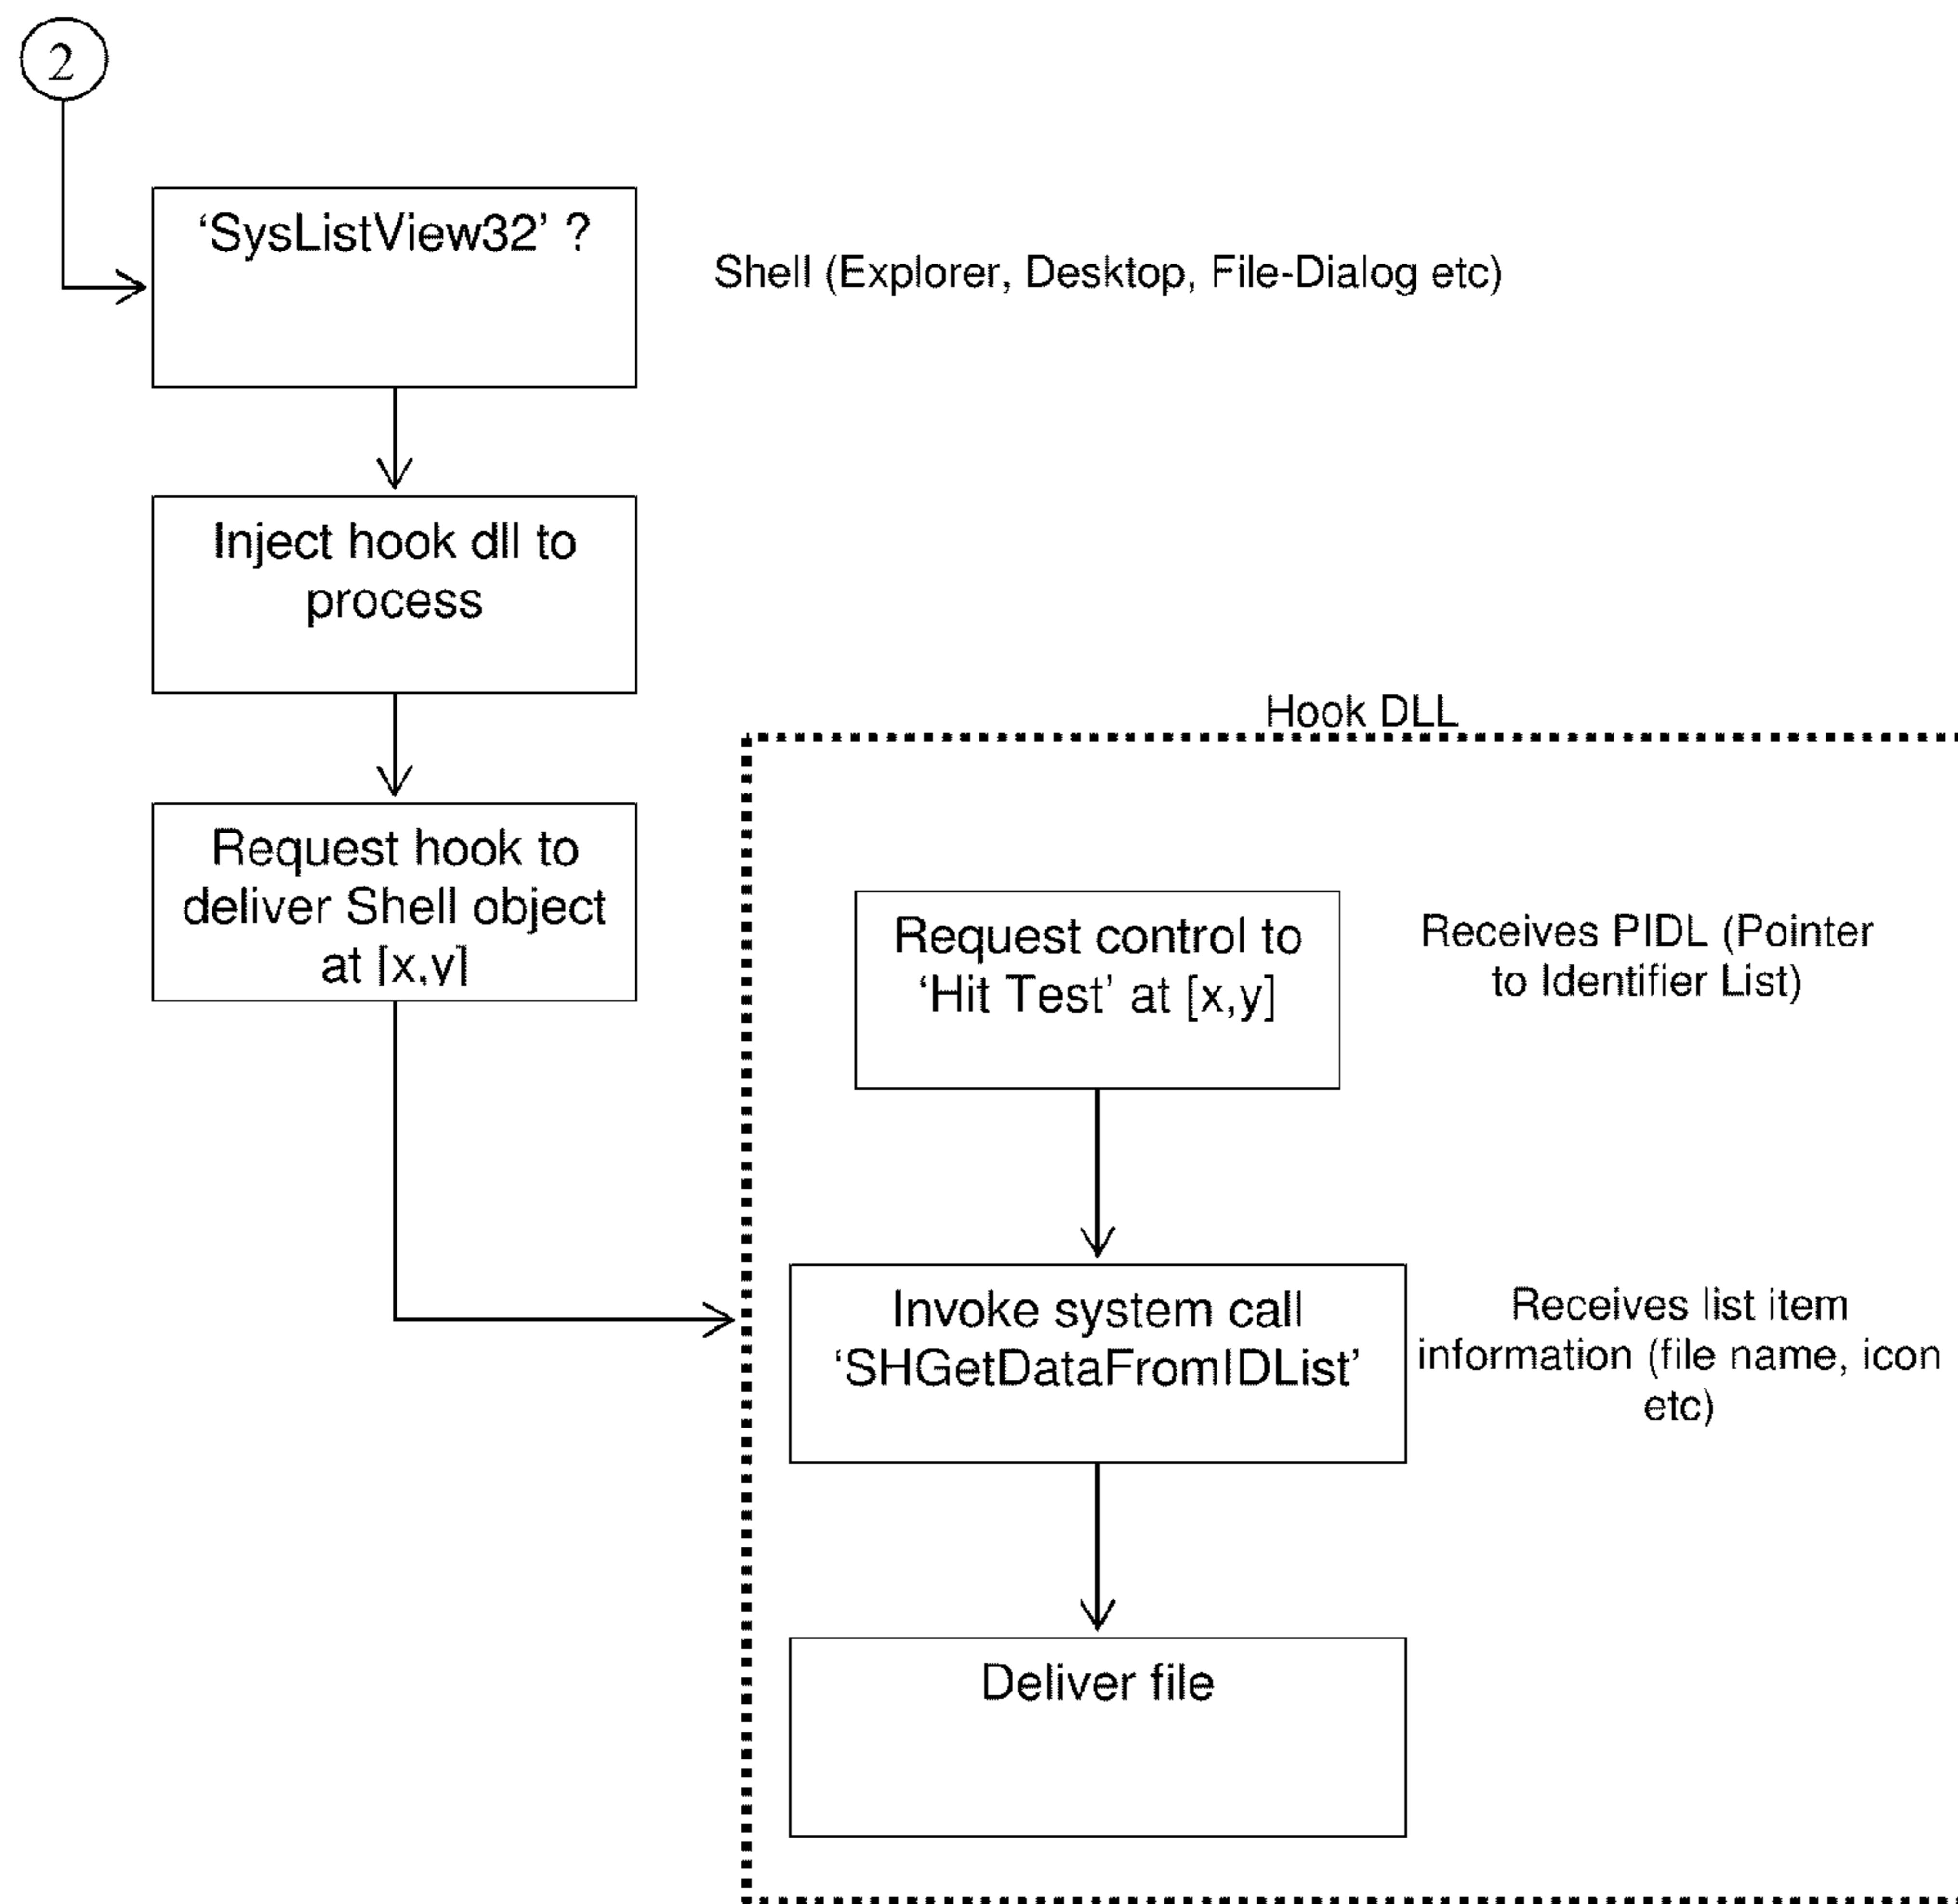 2
‘SysListView32’ ?
Shell (Explorer, Desktop, File-Dialog etc)
Inject hook dll to
process
Request hook to
deliver Shell object
at [x,y]
Hook DLL
Request control to
‘Hit Test’ at [x,y]
Receives PIDL (Pointer
to Identifier List)
Invoke system call
‘SHGetDataFromIDList’
Receives list item
information (file name, icon
etc)
Deliver file